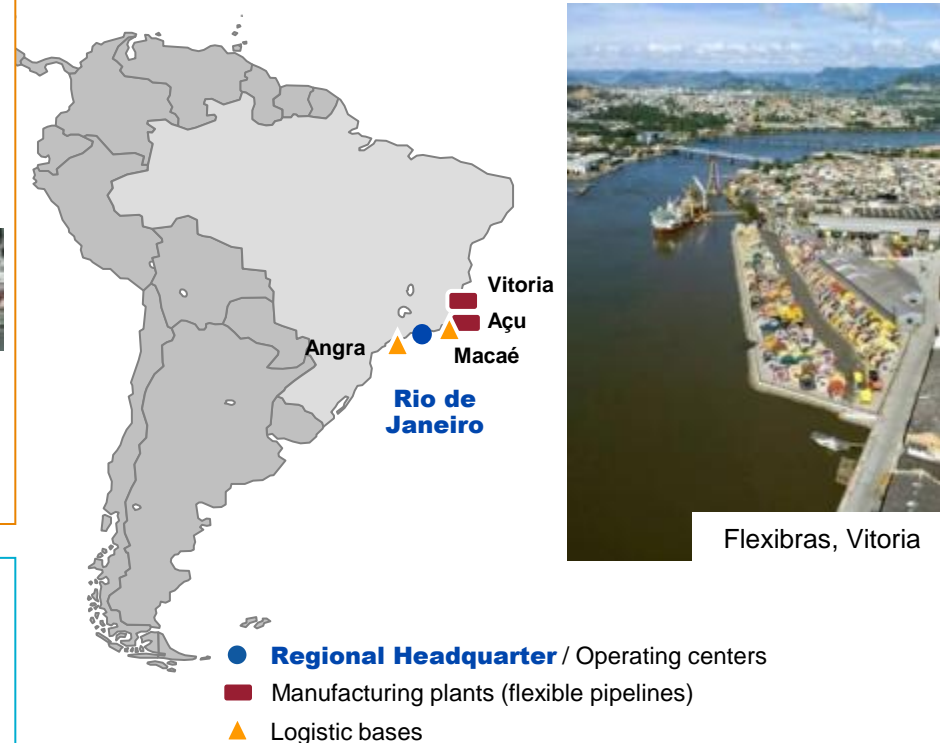 Vitoria
Açu
Angra
Macaé
Rio de
Janeiro
Flexibras, Vitoria
Regional Headquarter / Operating centers
Manufacturing plants (flexible pipelines)
Logistic bases